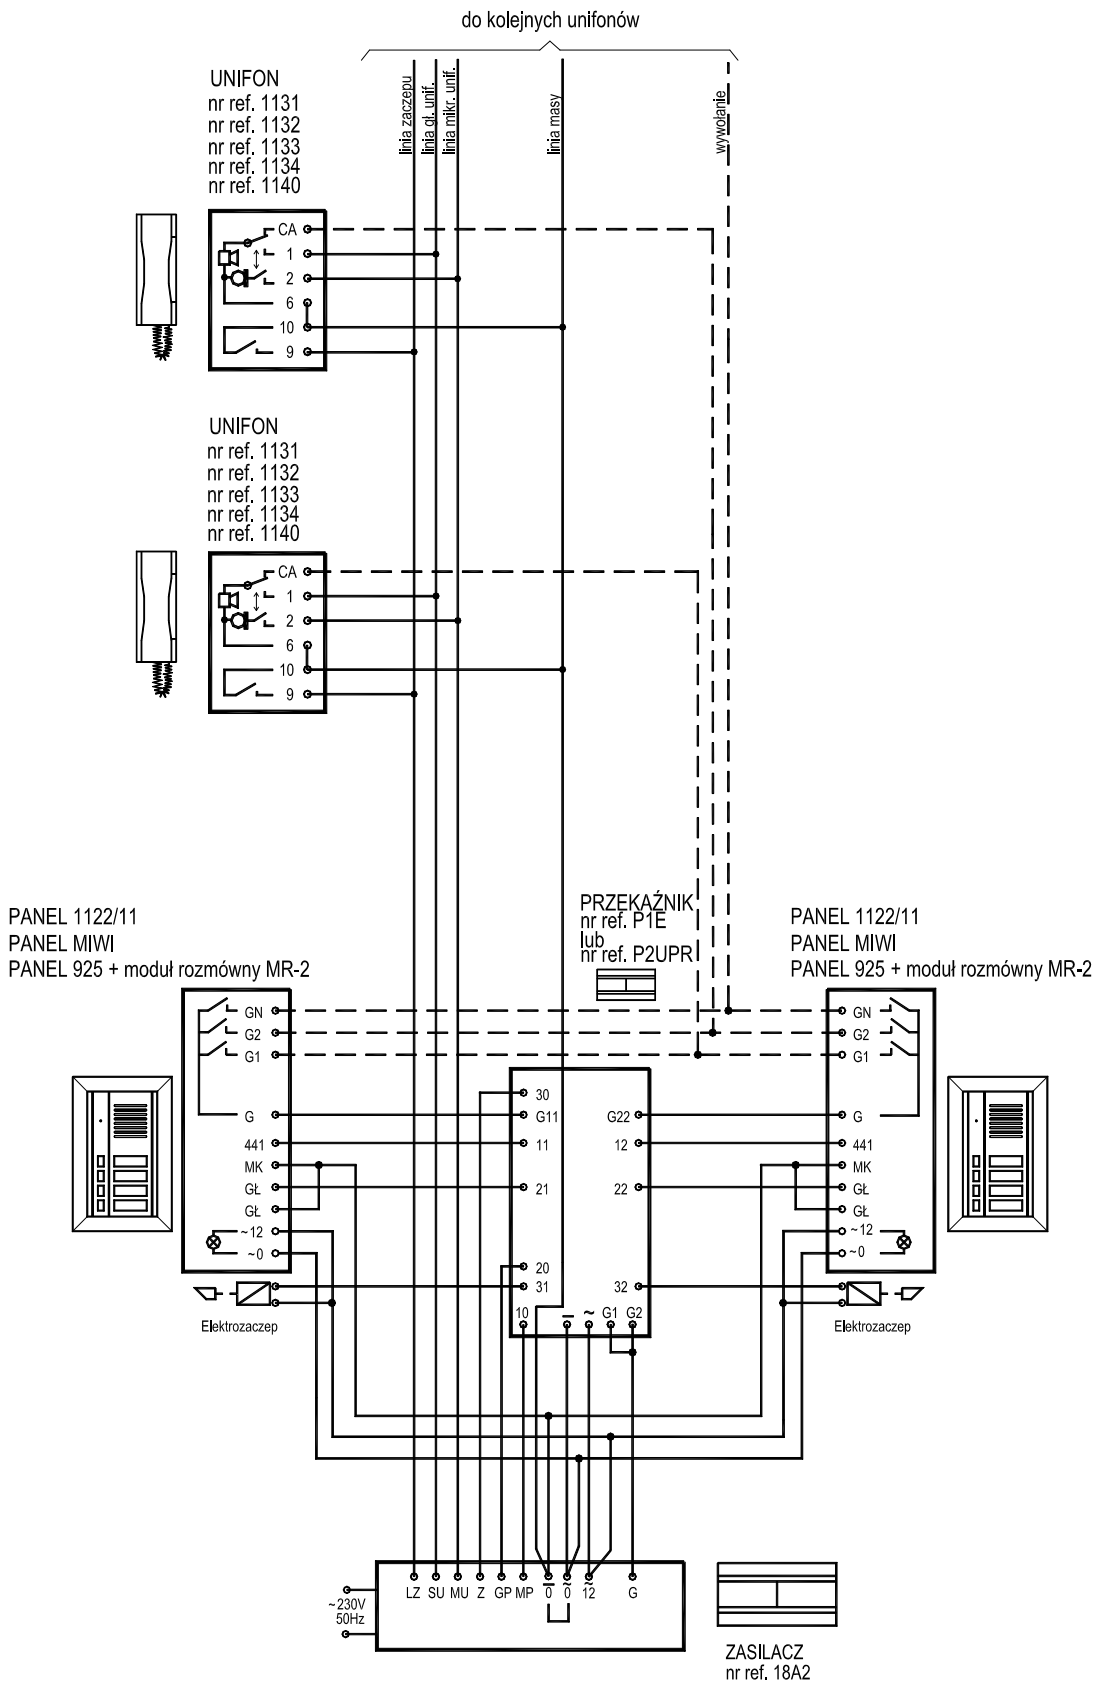 do kolejnych unifonów
linia zaczepu
linia gł. unif.
linia mikr. unif.
linia masy
wywołanie
UNIFON
nr ref. 1131
nr ref. 1132
nr ref. 1133
nr ref. 1134
nr ref. 1140
CA
1
2
6
10
9
UNIFON
nr ref. 1131
nr ref. 1132
nr ref. 1133
nr ref. 1134
nr ref. 1140
CA
1
2
6
10
9
PANEL 1122/11
PANEL MIWI
PANEL 925 + moduł rozmówny MR-2
PRZEKAŹNIK
nr ref. P1E
lub
nr ref. P2UPR
PANEL 1122/11
PANEL MIWI
PANEL 925 + moduł rozmówny MR-2
GN
G2
G1
G
441
MK
GŁ
GŁ
~12
~0
Elektrozaczep
30
G11
11
21
20
31
G22
12
22
32
10 – ~ G1 G2
GN
G2
G1
G
441
MK
GŁ
GŁ
~12
~0
Elektrozaczep
~230V
50Hz
LZ SU MU Z GP MP 0 0 12 G
ZASILACZ
nr ref. 18A2